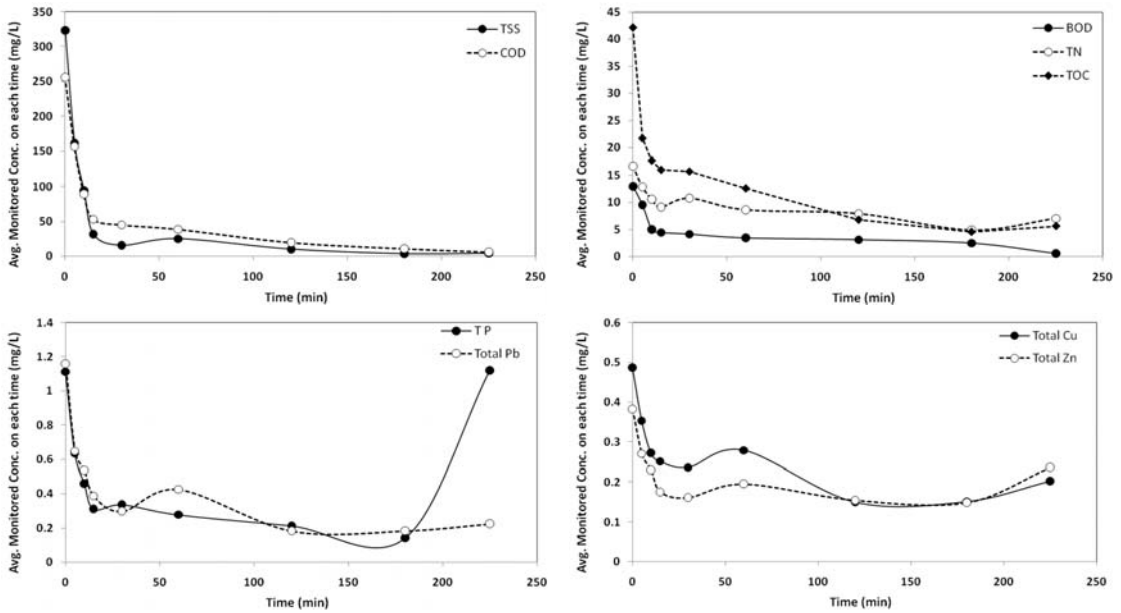 Avg. Monitored Conc. on each time (mg/L)
350
300
250
200
150
100
50
0
TSS
COD
0 50 100 150 200 250
Time (min)
Avg. Monitored Conc. on each time (mg/L)
45
40
35
30
25
20
15
10
5
0
BOD
TN
TOC
0 50 100 150 200 250
Time (min)
Avg. Monitored Conc. on each time (mg/L)
1.4
1.2
1
0.8
0.6
0.4
0.2
0
T P
Total Pb
0 50 100 150 200 250
Time (min)
Avg. Monitored Conc. on each time (mg/L)
0.6
0.5
0.4
0.3
0.2
0.1
0
Total Cu
Total Zn
0 50 100 150 200 250
Time (min)